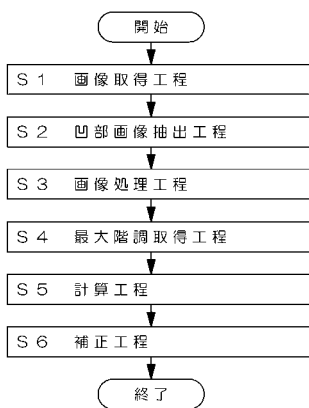 開始
S1 画像取得工程
S2 凹部画像抽出工程
S3 画像処理工程
S4 最大階調取得工程
S5 計算工程
S6 補正工程
終了